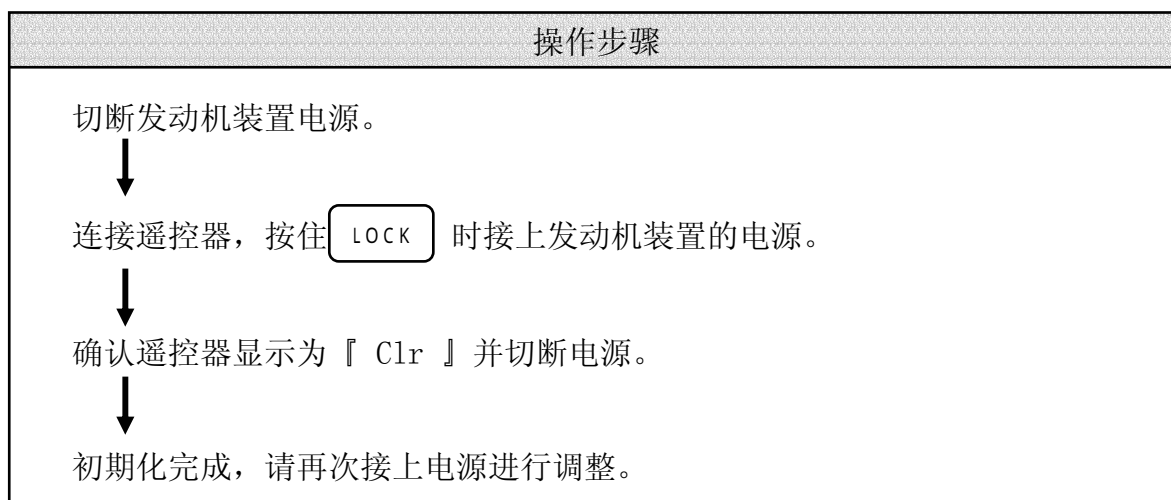 操作步骤
切断发动机装置电源。
连接遥控器，按住 LOCK 时接上发动机装置的电源。
确认遥控器显示为『 Clr 』并切断电源。
初期化完成，请再次接上电源进行调整。